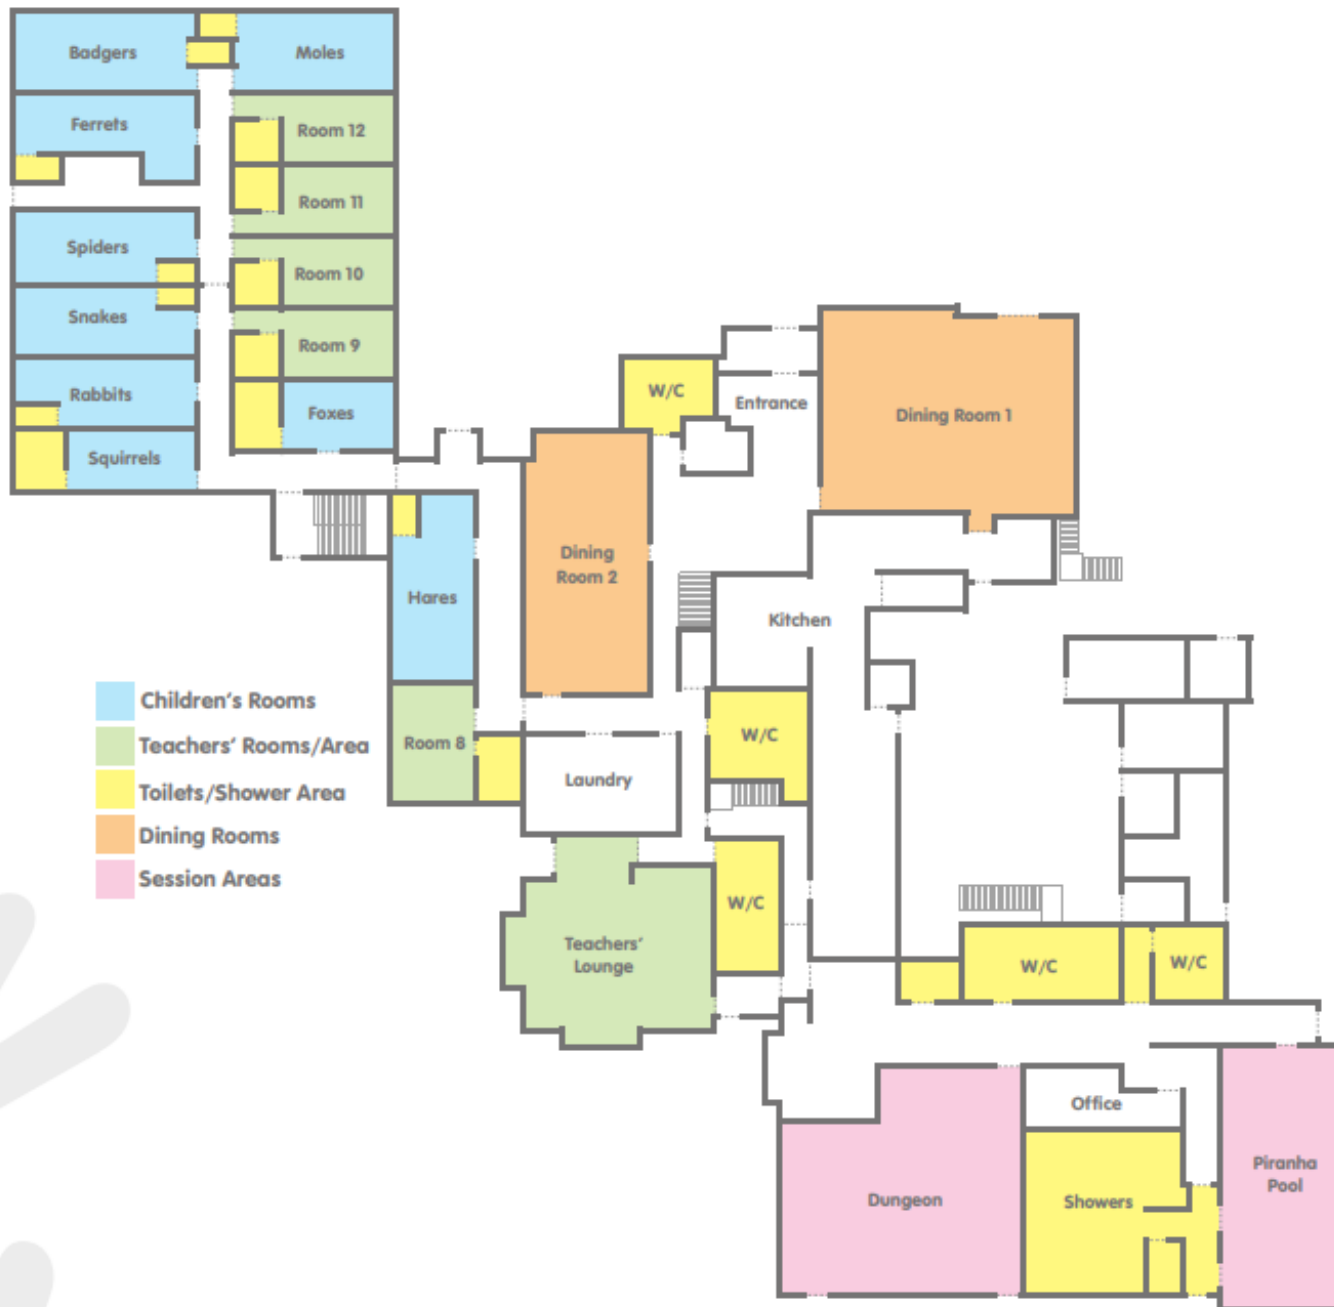 Badgers
Moles
Ferrets
Room 12
Room 11
Spiders
Room 10
Snakes
Room 9
Rabbits
Foxes
Squirrels
W/C
Entrance
Dining Room 1
Dining
Room 2
Hares
Kitchen
Children's Rooms
Teachers' Rooms/Area
Toilets/Shower Area
Dining Rooms
Session Areas
Room 8
W/C
Laundry
W/C
Teachers'
Lounge
W/C
W/C
Office
Dungeon
Showers
Piranha
Pool